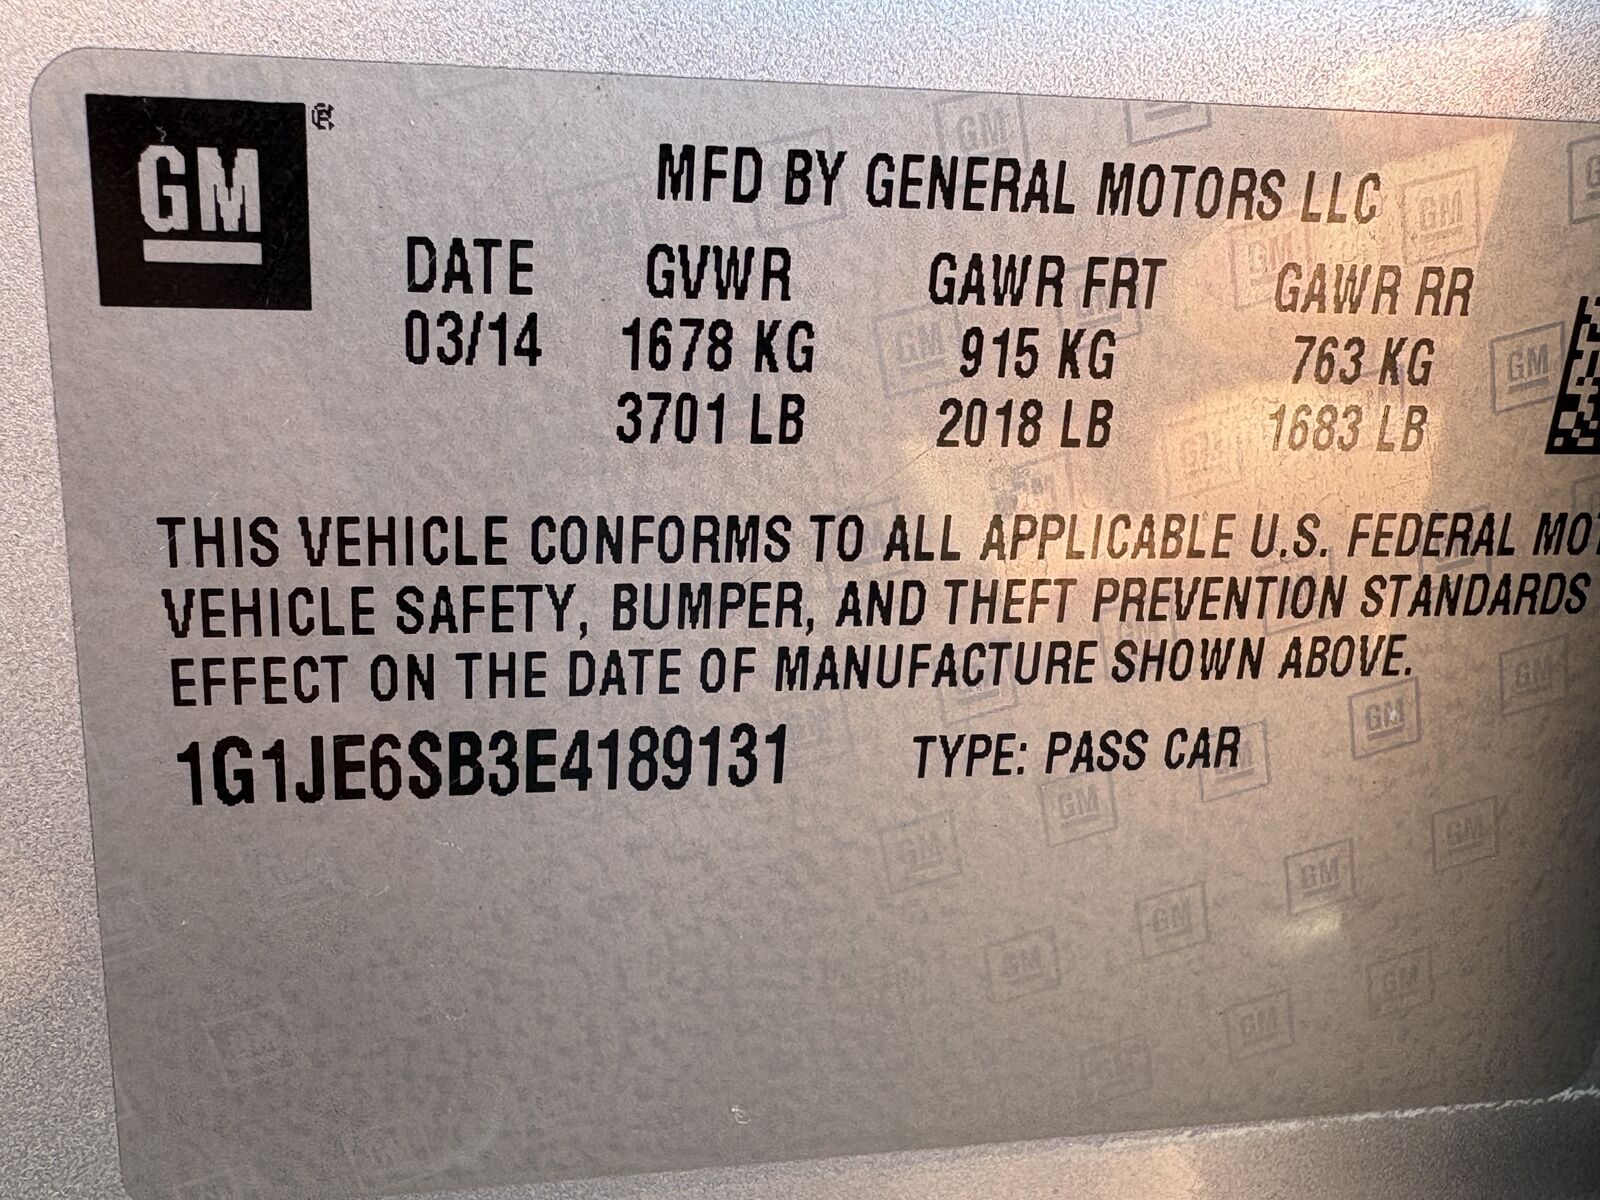 GM
MFD BY GENERAL MOTORS LLC
DATE GVWR GAWR FRT GAWR RR
03/14 1678 KG 915 KG 763 KG
3701 LB 2018 LB 1683 LB
THIS VEHICLE CONFORMS TO ALL APPLICABLE U.S. FEDERAL MOT
VEHICLE SAFETY, BUMPER, AND THEFT PREVENTION STANDARDS
EFFECT ON THE DATE OF MANUFACTURE SHOWN ABOVE.
1G1JE6SB3E4189131 TYPE: PASS CAR